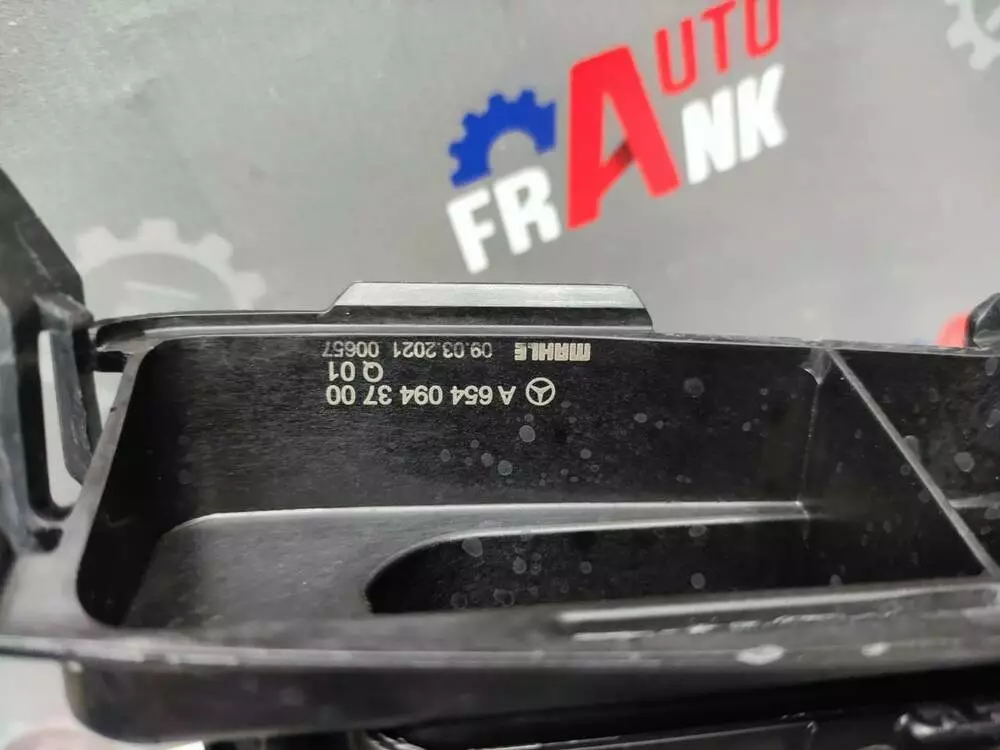 AUTO
FRANK
A 654 094 37 00
Q 01
MAHLE 09.03.2021 00657